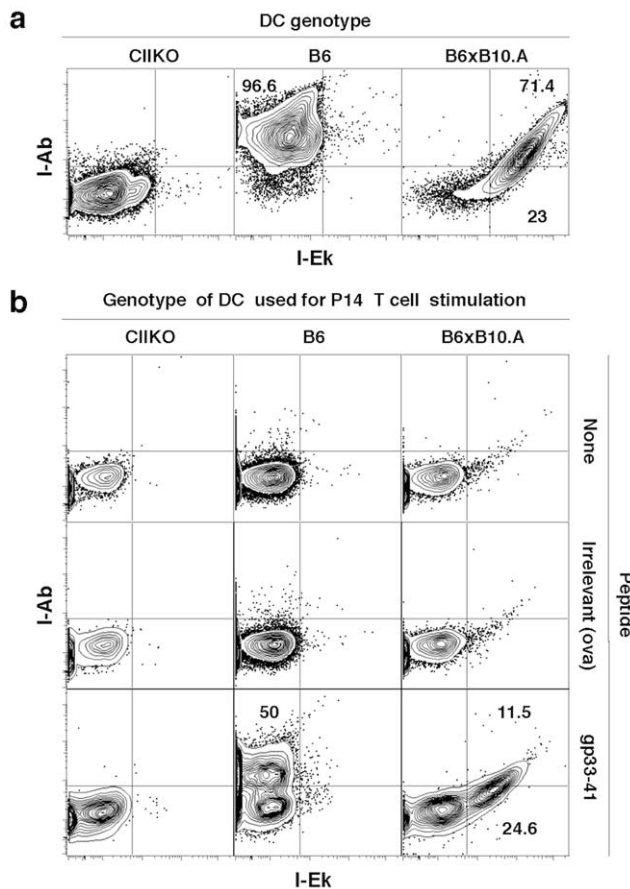 a
DC genotype
CIIKO B6 B6xB10.A
96.6 71.4
23
I-Ab
I-Ek
b
Genotype of DC used for P14 T cell stimulation
CIIKO B6 B6xB10.A
None
Irrelevant (ova)
gp33-41
Peptide
50 11.5
24.6
I-Ab
I-Ek